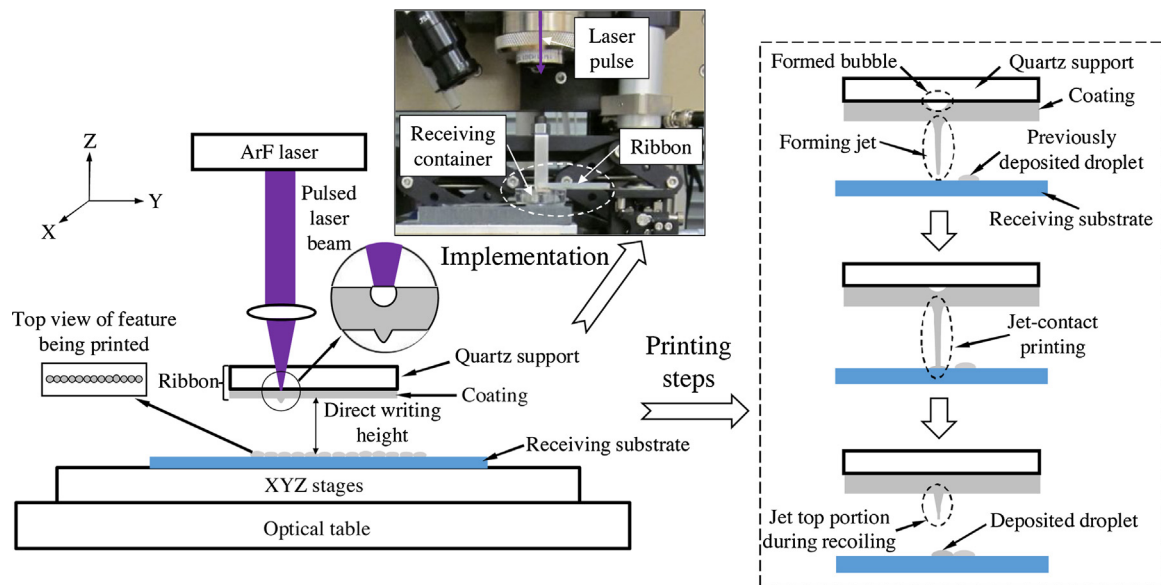 Z
Y
X
ArF laser
Pulsed
laser
beam
Top view of feature
being printed
Ribbon
Quartz support
Coating
Direct writing
height
Receiving substrate
XYZ stages
Optical table
Laser
pulse
Receiving
container
Ribbon
Implementation
Printing
steps
Formed bubble
Quartz support
Coating
Forming jet
Previously
deposited droplet
Receiving substrate
Jet-contact
printing
Jet top portion
during recoiling
Deposited droplet